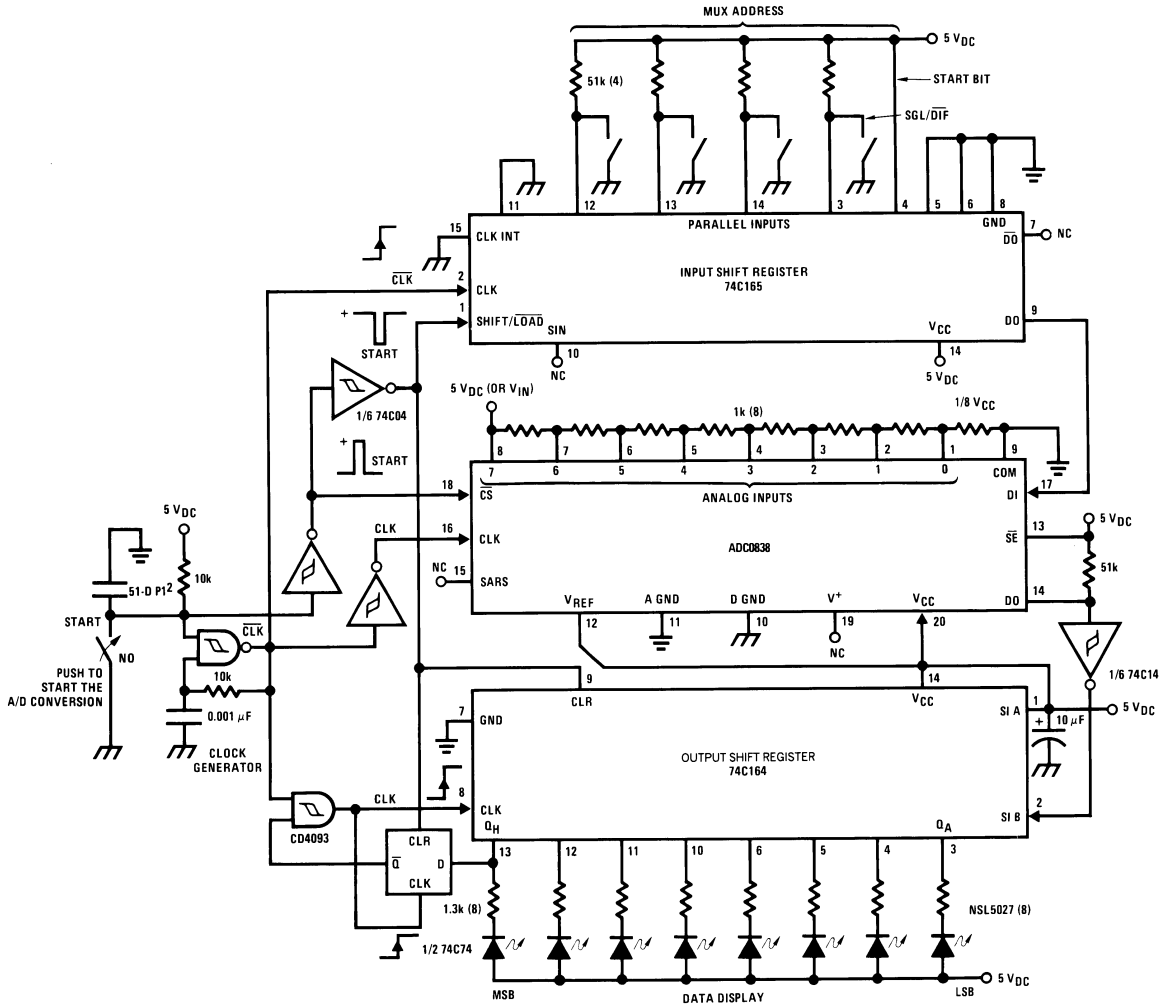 MUX ADDRESS
5 VDC
51k (4)
START BIT
SGL/DIF
11
12
13
14
3
4
5
6
8
PARALLEL INPUTS
GND
15
CLK INT
7
DO
NC
INPUT SHIFT REGISTER
74C165
CLK
2
CLK
1
SHIFT/LOAD
9
DO
SIN
VCC
10
NC
14
5 VDC
+
START
1/6 74C04
5 VDC (OR VIN)
1k (8)
1/8 VCC
8
7
6
5
4
3
2
1
9
7
6
5
4
3
2
1
0
COM
ANALOG INPUTS
+
START
18
CS
17
DI
CLK
16
CLK
ADC0838
13
SE
5 VDC
51k
NC
15
SARS
14
DO
VREF
A GND
D GND
V+
VCC
12
11
10
19
NC
20
5 VDC
10k
51-D P1²
START
NO
CLK
PUSH TO
START THE
A/D CONVERSION
10k
0.001 µF
CLOCK
GENERATOR
1/6 74C14
9
CLR
14
VCC
7
GND
1
SI A
+
10 µF
5 VDC
OUTPUT SHIFT REGISTER
74C164
CLK
8
CLK
2
SI B
QH
QA
CD4093
CLR
Q
D
CLK
13
12
11
10
6
5
4
3
1.3k (8)
NSL5027 (8)
1/2 74C74
MSB
DATA DISPLAY
LSB
5 VDC